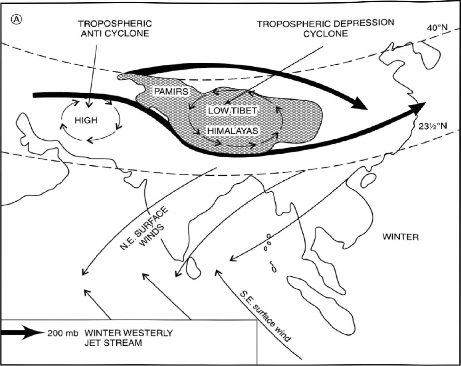 A
TROPOSPHERIC
ANTI CYCLONE
TROPOSPHERIC DEPRESSION
CYCLONE
40°N
PAMIRS
HIGH
LOW,TIBET
HIMALAYAS
23½°N
N.E. SURFACE
WINDS
WINTER
S.E. surface wind
200 mb WINTER WESTERLY
JET STREAM